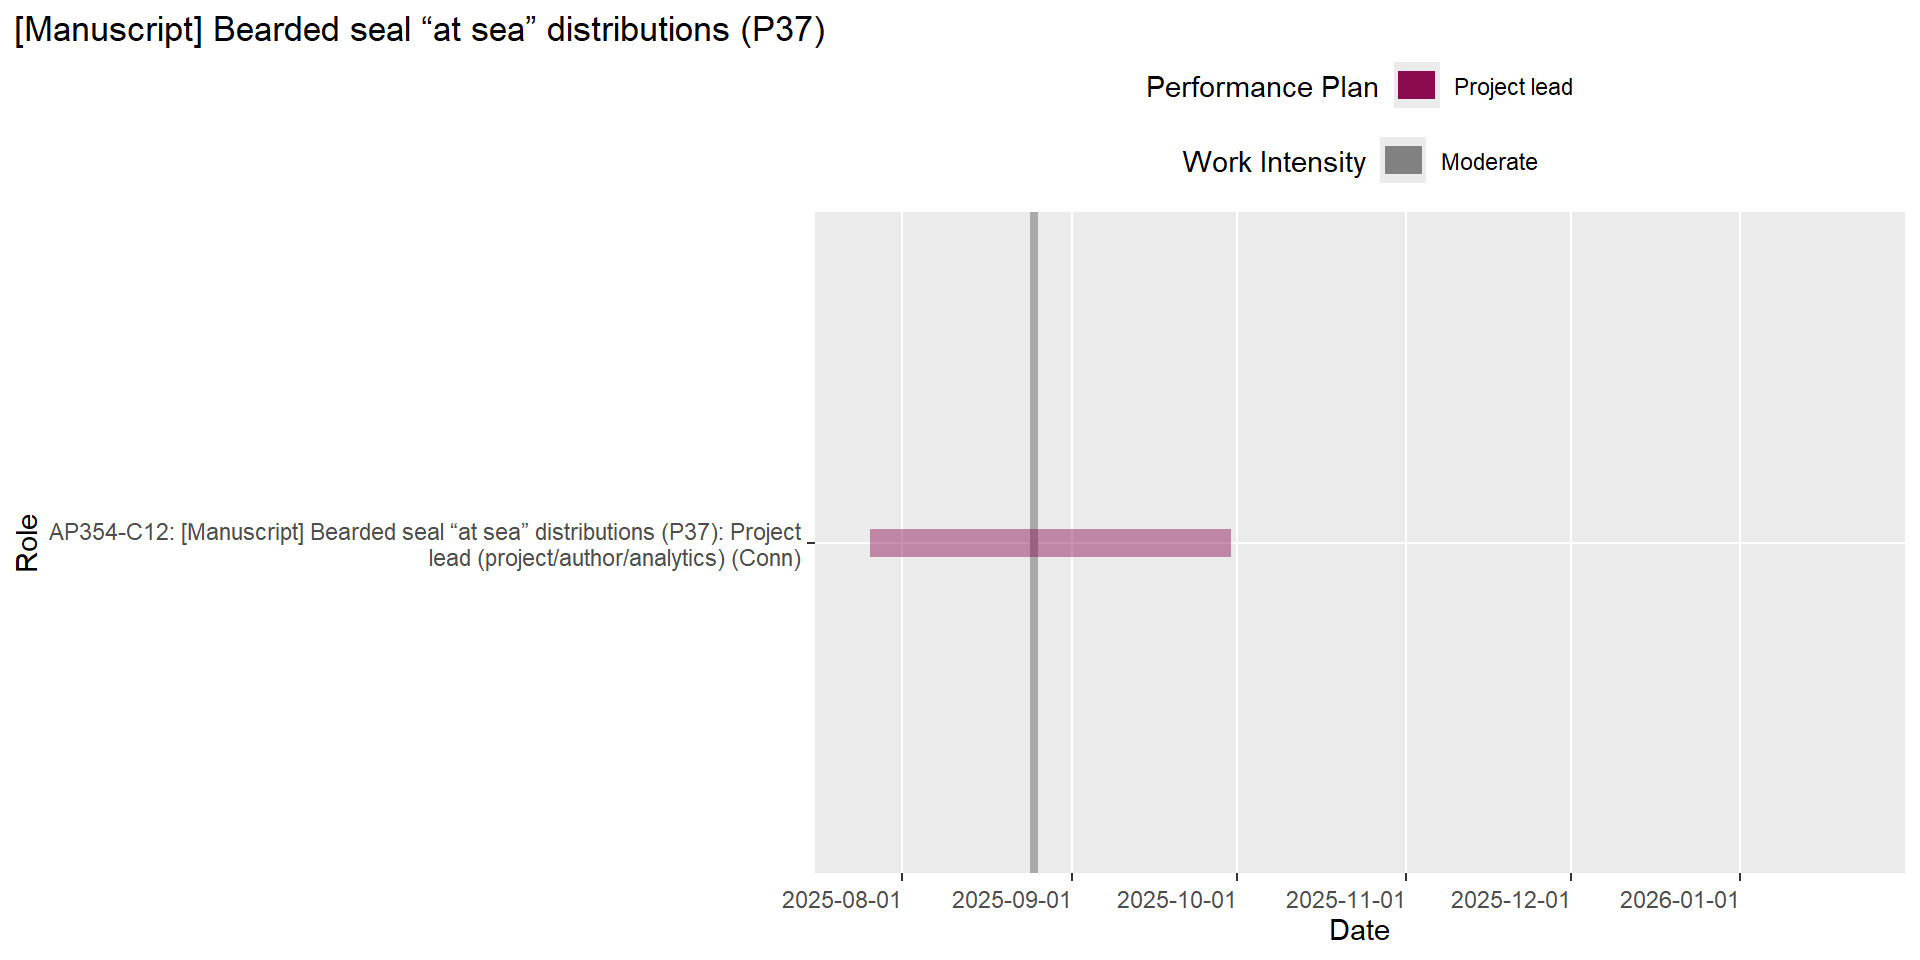 [Manuscript] Bearded seal “at sea” distributions (P37)
Performance Plan
Project lead
Work Intensity
Moderate
Role
AP354-C12: [Manuscript] Bearded seal “at sea” distributions (P37): Project
lead (project/author/analytics) (Conn)
2025-08-01
2025-09-01
2025-10-01
2025-11-01
2025-12-01
2026-01-01
Date